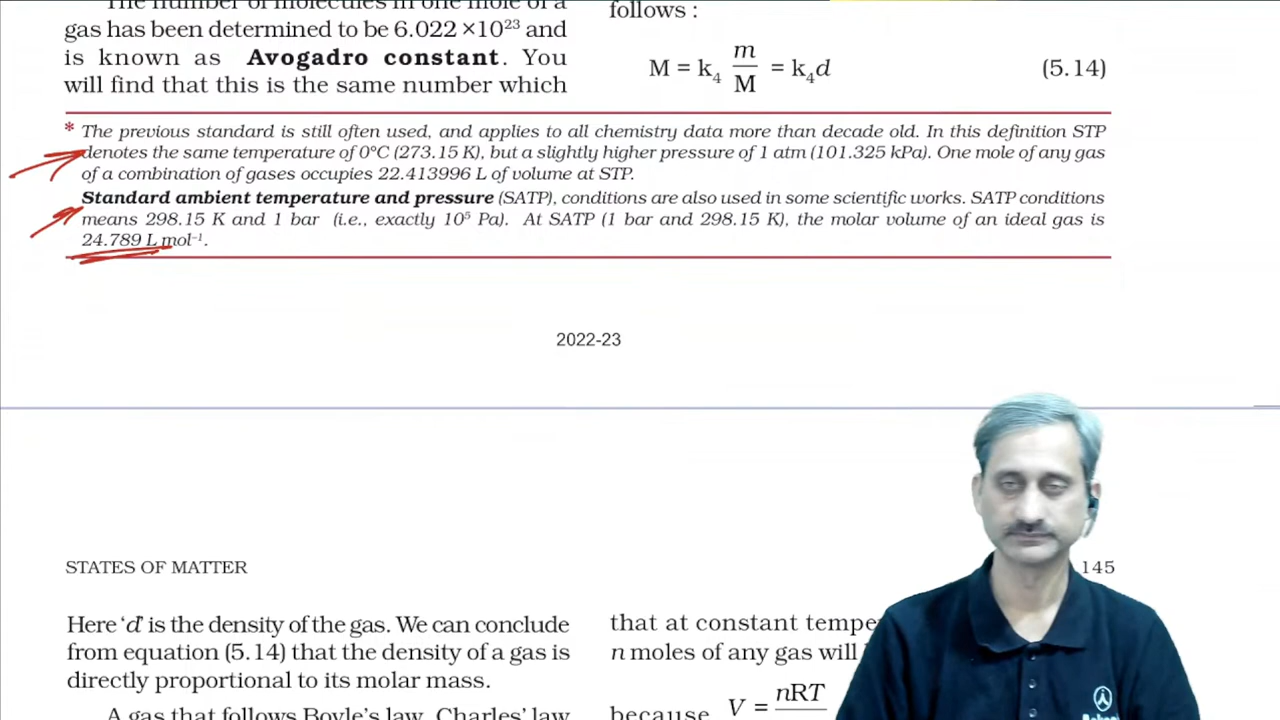 gas has been determined to be 6.022 ×10²³ and
is known as Avogadro constant. You
will find that this is the same number which
follows :
M = k₄ m/M = k₄d (5.14)
* The previous standard is still often used, and applies to all chemistry data more than decade old. In this definition STP
denotes the same temperature of 0°C (273.15 K), but a slightly higher pressure of 1 atm (101.325 kPa). One mole of any gas
of a combination of gases occupies 22.413996 L of volume at STP.
Standard ambient temperature and pressure (SATP), conditions are also used in some scientific works. SATP conditions
means 298.15 K and 1 bar (i.e., exactly 10⁵ Pa). At SATP (1 bar and 298.15 K), the molar volume of an ideal gas is
24.789 L mol⁻¹.
2022-23
STATES OF MATTER
145
Here ‘d’ is the density of the gas. We can conclude
from equation (5.14) that the density of a gas is
directly proportional to its molar mass.
A gas that follows Boyle’s law, Charles’ law
that at constant
n moles of any gas will
because V = nRT